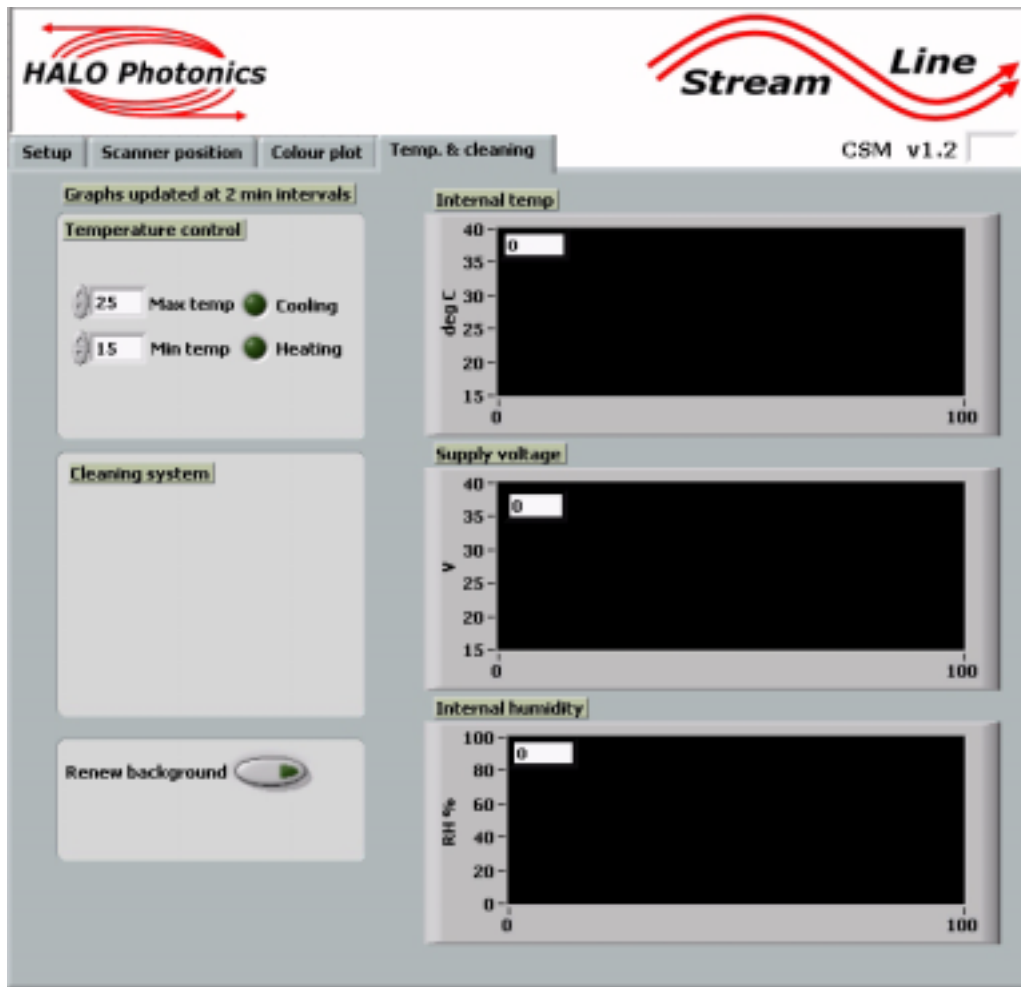 HALO Photonics
Stream Line
Setup Scanner position Colour plot Temp. & cleaning CSM v1.2
Graphs updated at 2 min intervals
Temperature control
25 Max temp Cooling
15 Min temp Heating
Cleaning system
Renew background
Internal temp
40
35
30
25
20
15
deg C
0
0 100
Supply voltage
40
35
30
25
20
15
V
0
0 100
Internal humidity
100
80
60
40
20
0
RH %
0
0 100